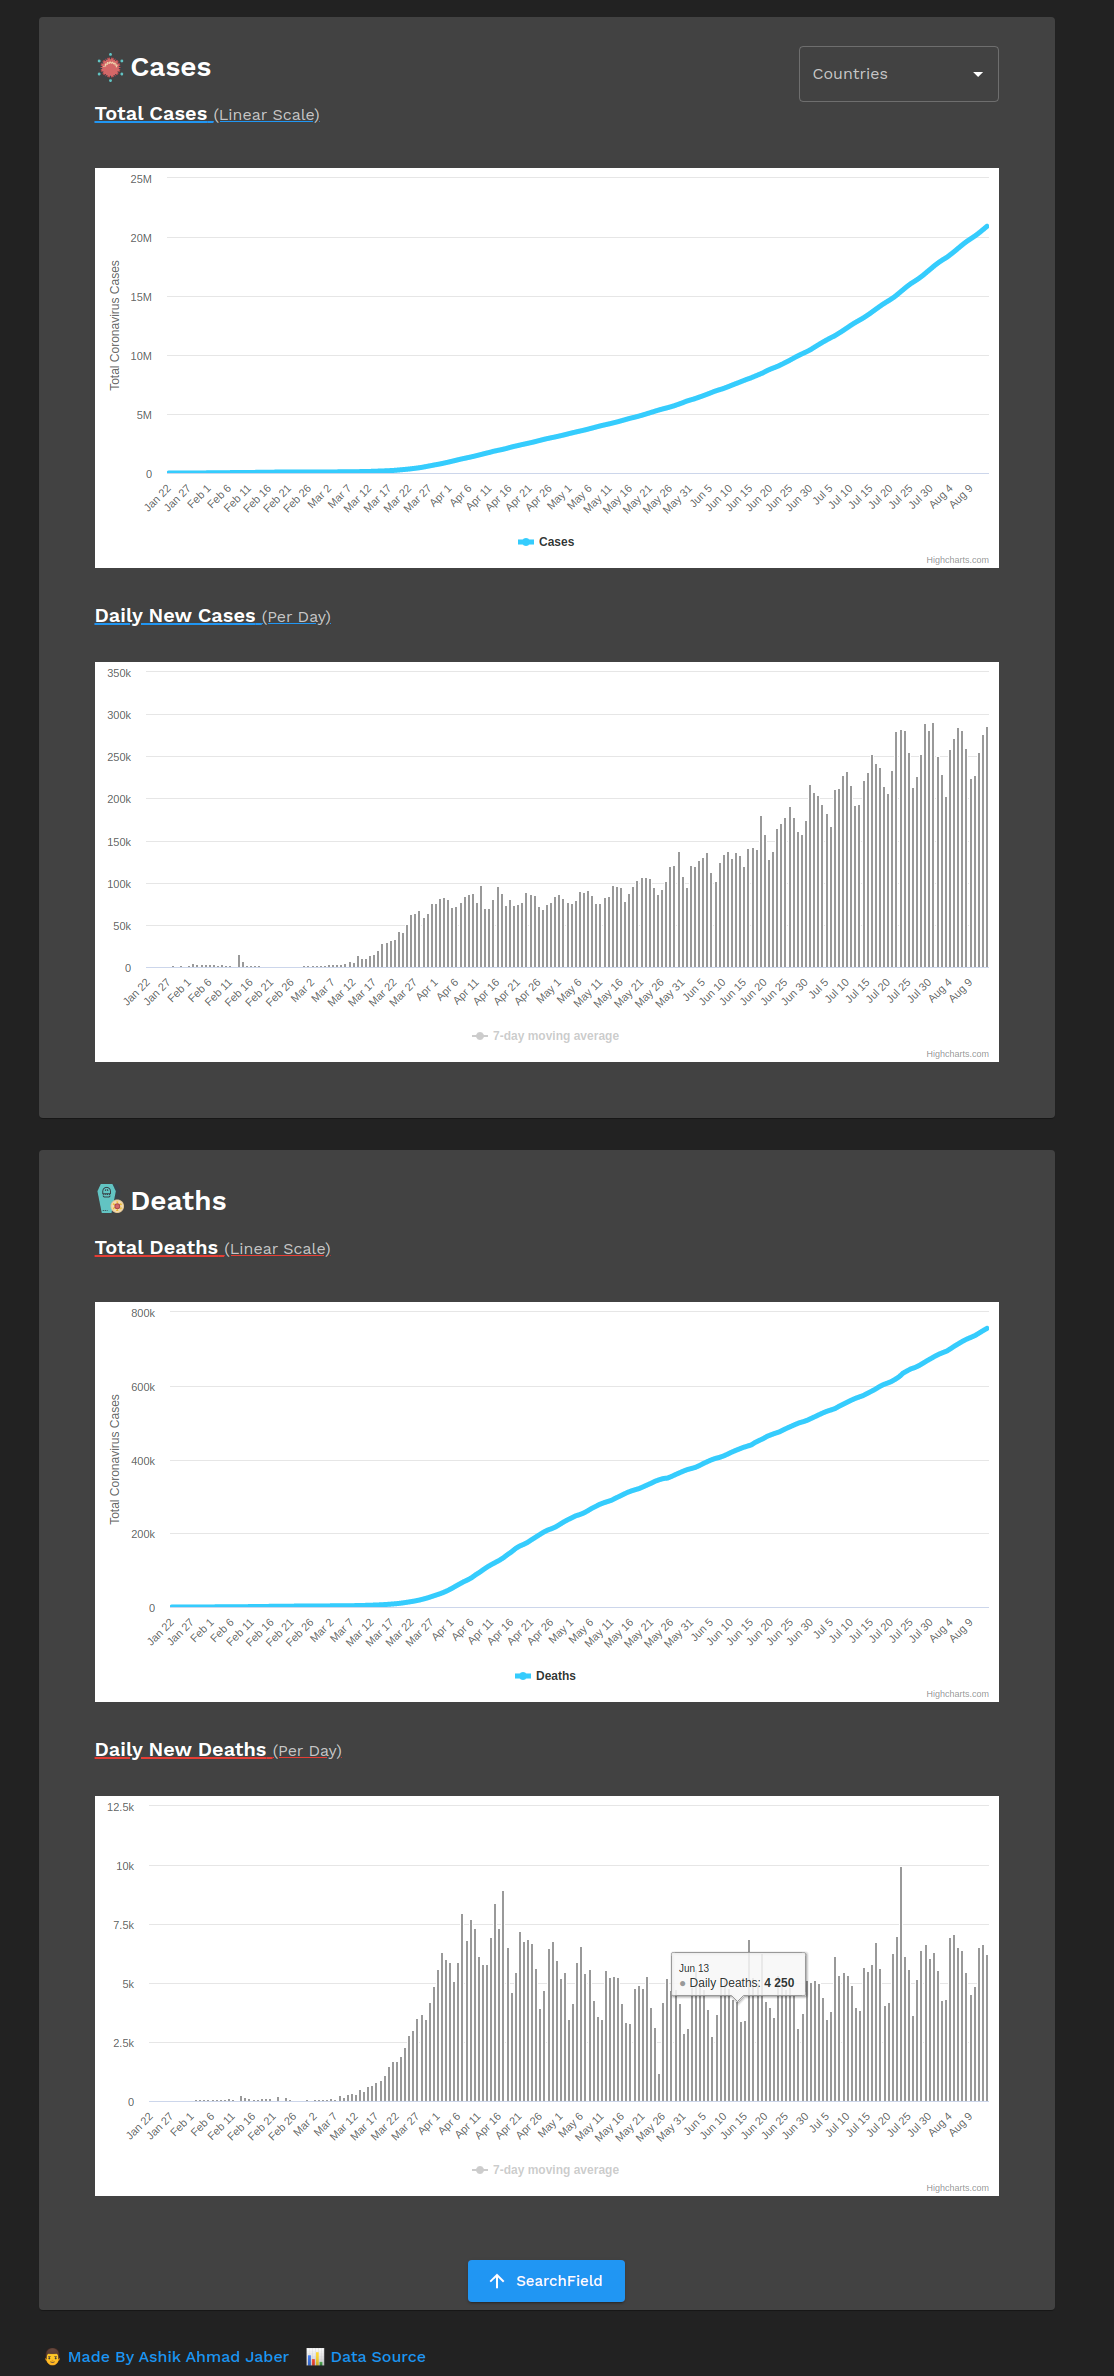 Cases
Countries
Total Cases (Linear Scale)
25M
20M
15M
10M
5M
0
Total Coronavirus Cases
Jan 22 Jan 27 Feb 1 Feb 6 Feb 11 Feb 16 Feb 21 Feb 26 Mar 2 Mar 7 Mar 12 Mar 17 Mar 22 Mar 27 Apr 1 Apr 6 Apr 11 Apr 16 Apr 21 Apr 26 May 1 May 6 May 11 May 16 May 21 May 26 May 31 Jun 5 Jun 10 Jun 15 Jun 20 Jun 25 Jun 30 Jul 5 Jul 10 Jul 15 Jul 20 Jul 25 Jul 30 Aug 4 Aug 9
Cases
Highcharts.com
Daily New Cases (Per Day)
350k
300k
250k
200k
150k
100k
50k
0
Jan 22 Jan 27 Feb 1 Feb 6 Feb 11 Feb 16 Feb 21 Feb 26 Mar 2 Mar 7 Mar 12 Mar 17 Mar 22 Mar 27 Apr 1 Apr 6 Apr 11 Apr 16 Apr 21 Apr 26 May 1 May 6 May 11 May 16 May 21 May 26 May 31 Jun 5 Jun 10 Jun 15 Jun 20 Jun 25 Jun 30 Jul 5 Jul 10 Jul 15 Jul 20 Jul 25 Jul 30 Aug 4 Aug 9
7-day moving average
Highcharts.com
Deaths
Total Deaths (Linear Scale)
800k
600k
400k
200k
0
Total Coronavirus Cases
Jan 22 Jan 27 Feb 1 Feb 6 Feb 11 Feb 16 Feb 21 Feb 26 Mar 2 Mar 7 Mar 12 Mar 17 Mar 22 Mar 27 Apr 1 Apr 6 Apr 11 Apr 16 Apr 21 Apr 26 May 1 May 6 May 11 May 16 May 21 May 26 May 31 Jun 5 Jun 10 Jun 15 Jun 20 Jun 25 Jun 30 Jul 5 Jul 10 Jul 15 Jul 20 Jul 25 Jul 30 Aug 4 Aug 9
Deaths
Highcharts.com
Daily New Deaths (Per Day)
12.5k
10k
7.5k
5k
2.5k
0
Jun 13
Daily Deaths: 4 250
Jan 22 Jan 27 Feb 1 Feb 6 Feb 11 Feb 16 Feb 21 Feb 26 Mar 2 Mar 7 Mar 12 Mar 17 Mar 22 Mar 27 Apr 1 Apr 6 Apr 11 Apr 16 Apr 21 Apr 26 May 1 May 6 May 11 May 16 May 21 May 26 May 31 Jun 5 Jun 10 Jun 15 Jun 20 Jun 25 Jun 30 Jul 5 Jul 10 Jul 15 Jul 20 Jul 25 Jul 30 Aug 4 Aug 9
7-day moving average
Highcharts.com
SearchField
Made By Ashik Ahmad Jaber Data Source